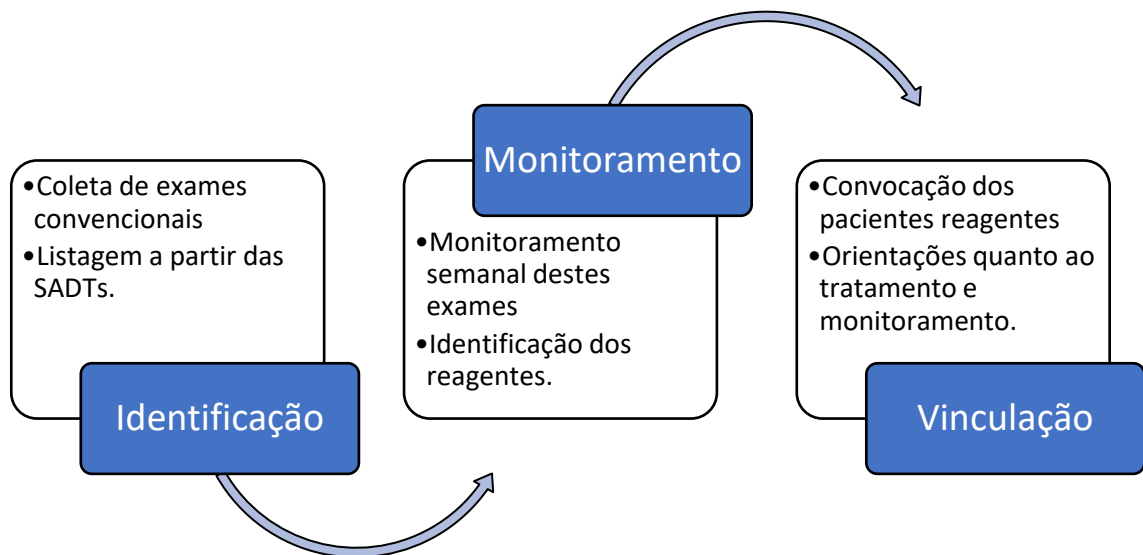 •Coleta de exames
convencionais
•Listagem a partir das
SADTs.
Identificação
Monitoramento
•Monitoramento
semanal destes
exames
•Identificação dos
reagentes.
•Convocação dos
pacientes reagentes
•Orientações quanto ao
tratamento e
monitoramento.
Vinculação